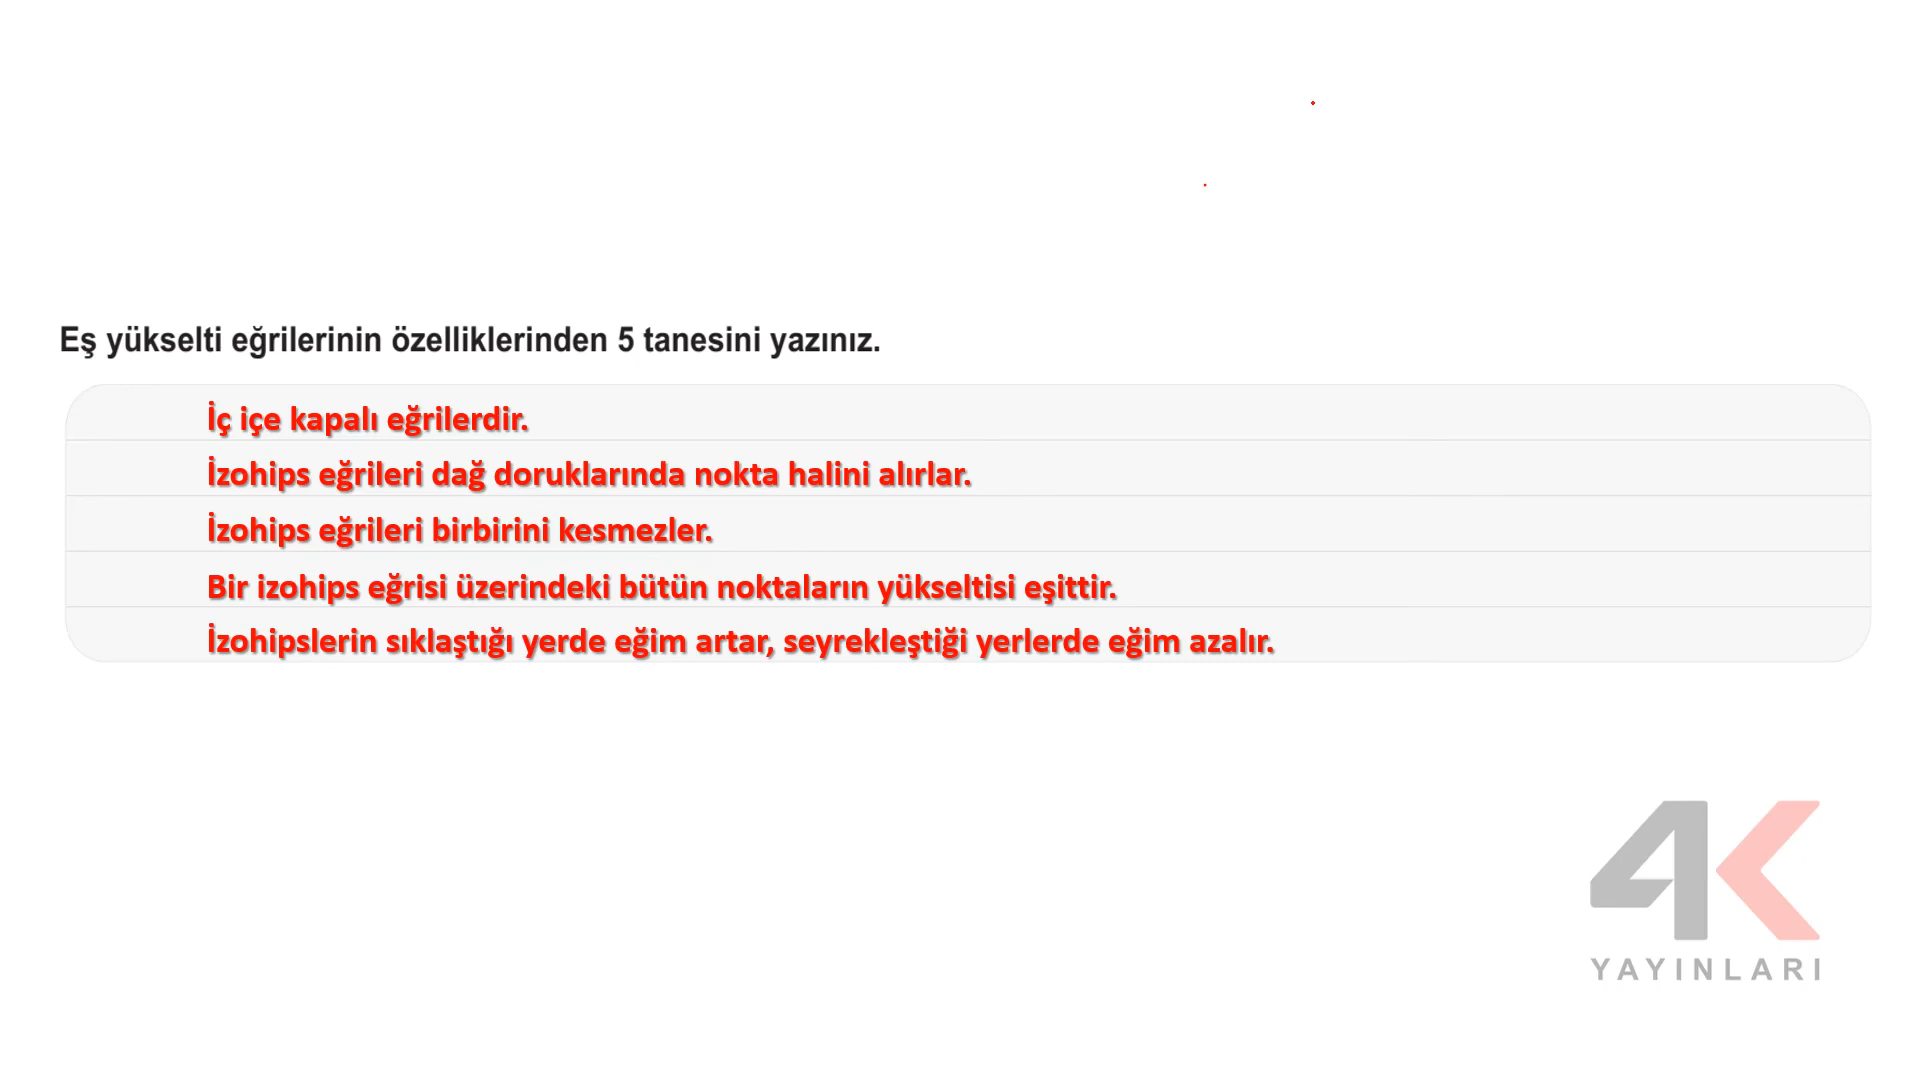 Eş yükselti eğrilerinin özelliklerinden 5 tanesini yazınız.
İç içe kapalı eğrilerdir.
İzohips eğrileri dağ doruklarında nokta halini alırlar.
İzohips eğrileri birbirini kesmezler.
Bir izohips eğrisi üzerindeki bütün noktaların yükseltisi eşittir.
İzohipslerin sıklaştığı yerde eğim artar, seyrekleştiği yerlerde eğim azalır.
4K
YAYINLARI